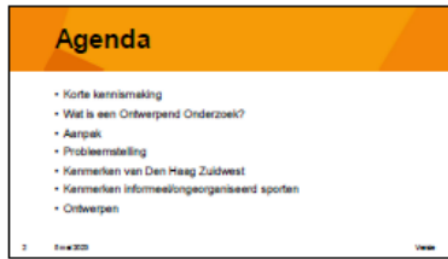 Agenda
• Korte kennismaking
• Wat is een Ontwerpend Onderzoek?
• Aanpak
• Probleemstelling
• Kenmerken van Den Haag Zuidwest
• Kenmerken informeel/ongeorganiseerd sporten
• Ontwerpen